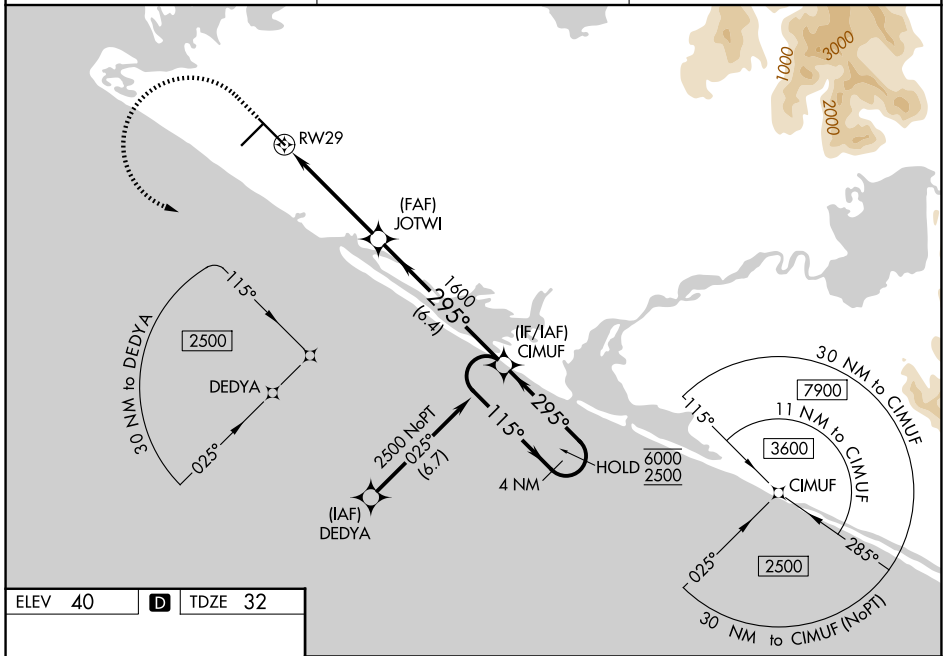 1000
3000
2000
RW29
(FAF)
JOTWI
1600
295°
(6.4)
(IF/IAF)
CIMUF
115°
2500
30 NM to DEDYA
DEDYA
025°
2500 NoPT
025°
(6.7)
(IAF)
DEDYA
115°
295°
4 NM
HOLD 6000
2500
30 NM to CIMUF
7900
11 NM to CIMUF
3600
115°
CIMUF
285°
025°
2500
30 NM to CIMUF (NoPT)
ELEV 40 D TDZE 32